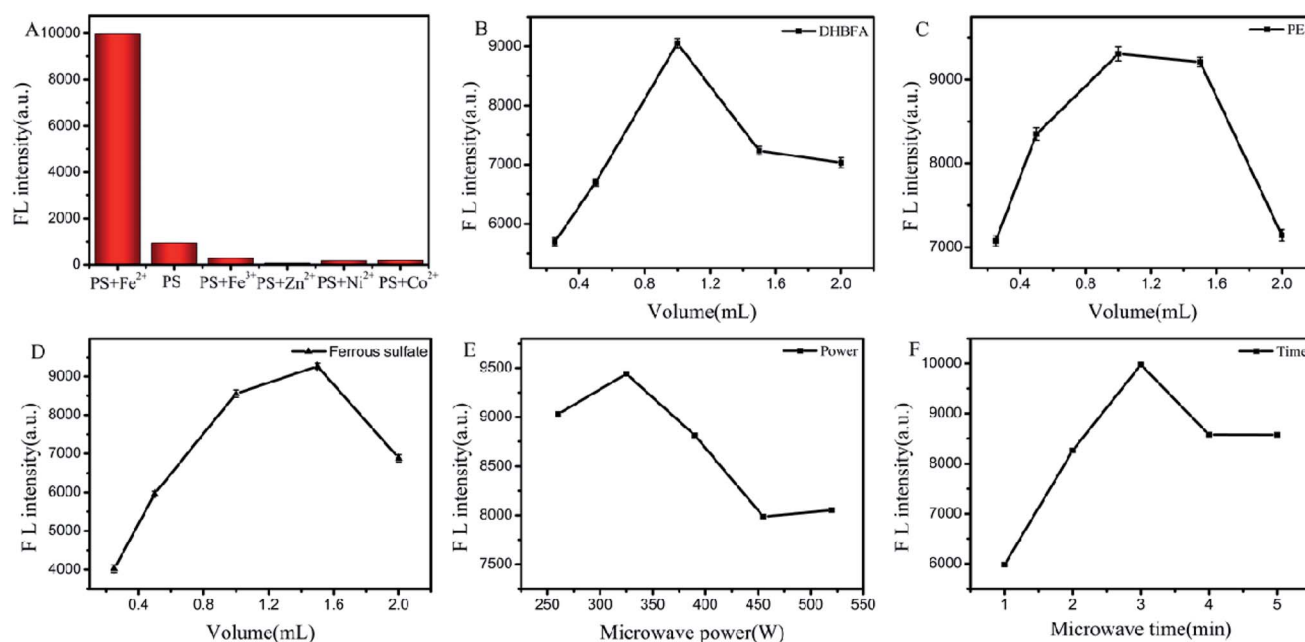 A
10000
8000
6000
4000
2000
0
FL intensity(a.u.)
PS+Fe²⁺ PS PS+Fe³⁺ PS+Zn²⁺ PS+Ni²⁺ PS+Co²⁺
B
DHBFA
9000
8000
7000
6000
F L intensity(a.u.)
0.4 0.8 1.2 1.6 2.0
Volume(mL)
C
PE
9000
8000
7000
F L intensity(a.u.)
0.4 0.8 1.2 1.6 2.0
Volume(mL)
D
Ferrous sulfate
9000
8000
7000
6000
5000
4000
F L intensity(a.u.)
0.4 0.8 1.2 1.6 2.0
Volume(mL)
E
Power
9500
9000
8500
8000
7500
F L intensity(a.u.)
250 300 350 400 450 500 550
Microwave power(W)
F
Time
10000
9000
8000
7000
6000
F L intensity(a.u.)
1 2 3 4 5
Microwave time(min)